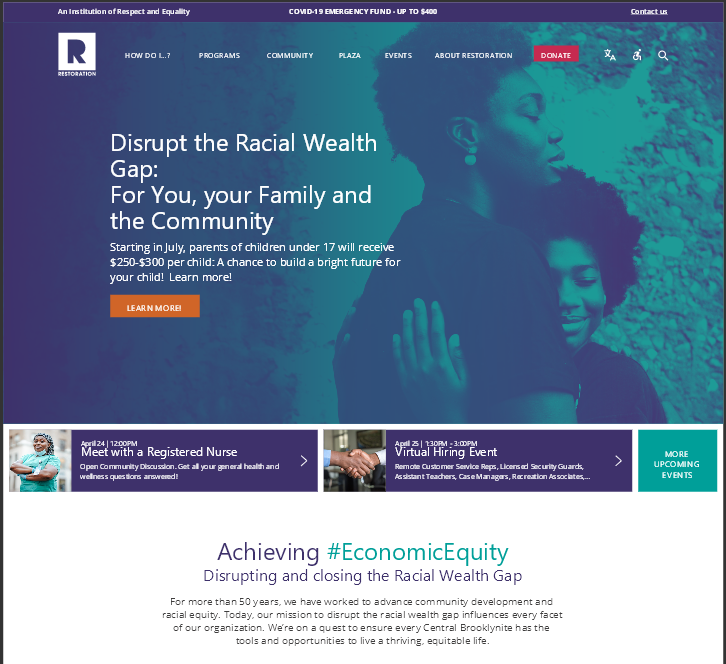 An Institution of Respect and Equality
COVID-19 EMERGENCY FUND - UP TO $400
Contact us
R
RESTORATION
HOW DO I..?
PROGRAMS
COMMUNITY
PLAZA
EVENTS
ABOUT RESTORATION
DONATE
Disrupt the Racial Wealth
Gap:
For You, your Family and
the Community
Starting in July, parents of children under 17 will receive
$250-$300 per child: A chance to build a bright future for
your child! Learn more!
LEARN MORE!
April 24 | 12:00PM
Meet with a Registered Nurse
Open Community Discussion. Get all your general health and
wellness questions answered!
April 25 | 1:30PM - 3:00PM
Virtual Hiring Event
Remote Customer Service Reps, Licensed Security Guards,
Assistant Teachers, Case Managers, Recreation Associates,...
MORE
UPCOMING
EVENTS
Achieving #EconomicEquity
Disrupting and closing the Racial Wealth Gap
For more than 50 years, we have worked to advance community development and
racial equity. Today, our mission to disrupt the racial wealth gap influences every facet
of our organization. We're on a quest to ensure every Central Brooklynite has the
tools and opportunities to live a thriving, equitable life.